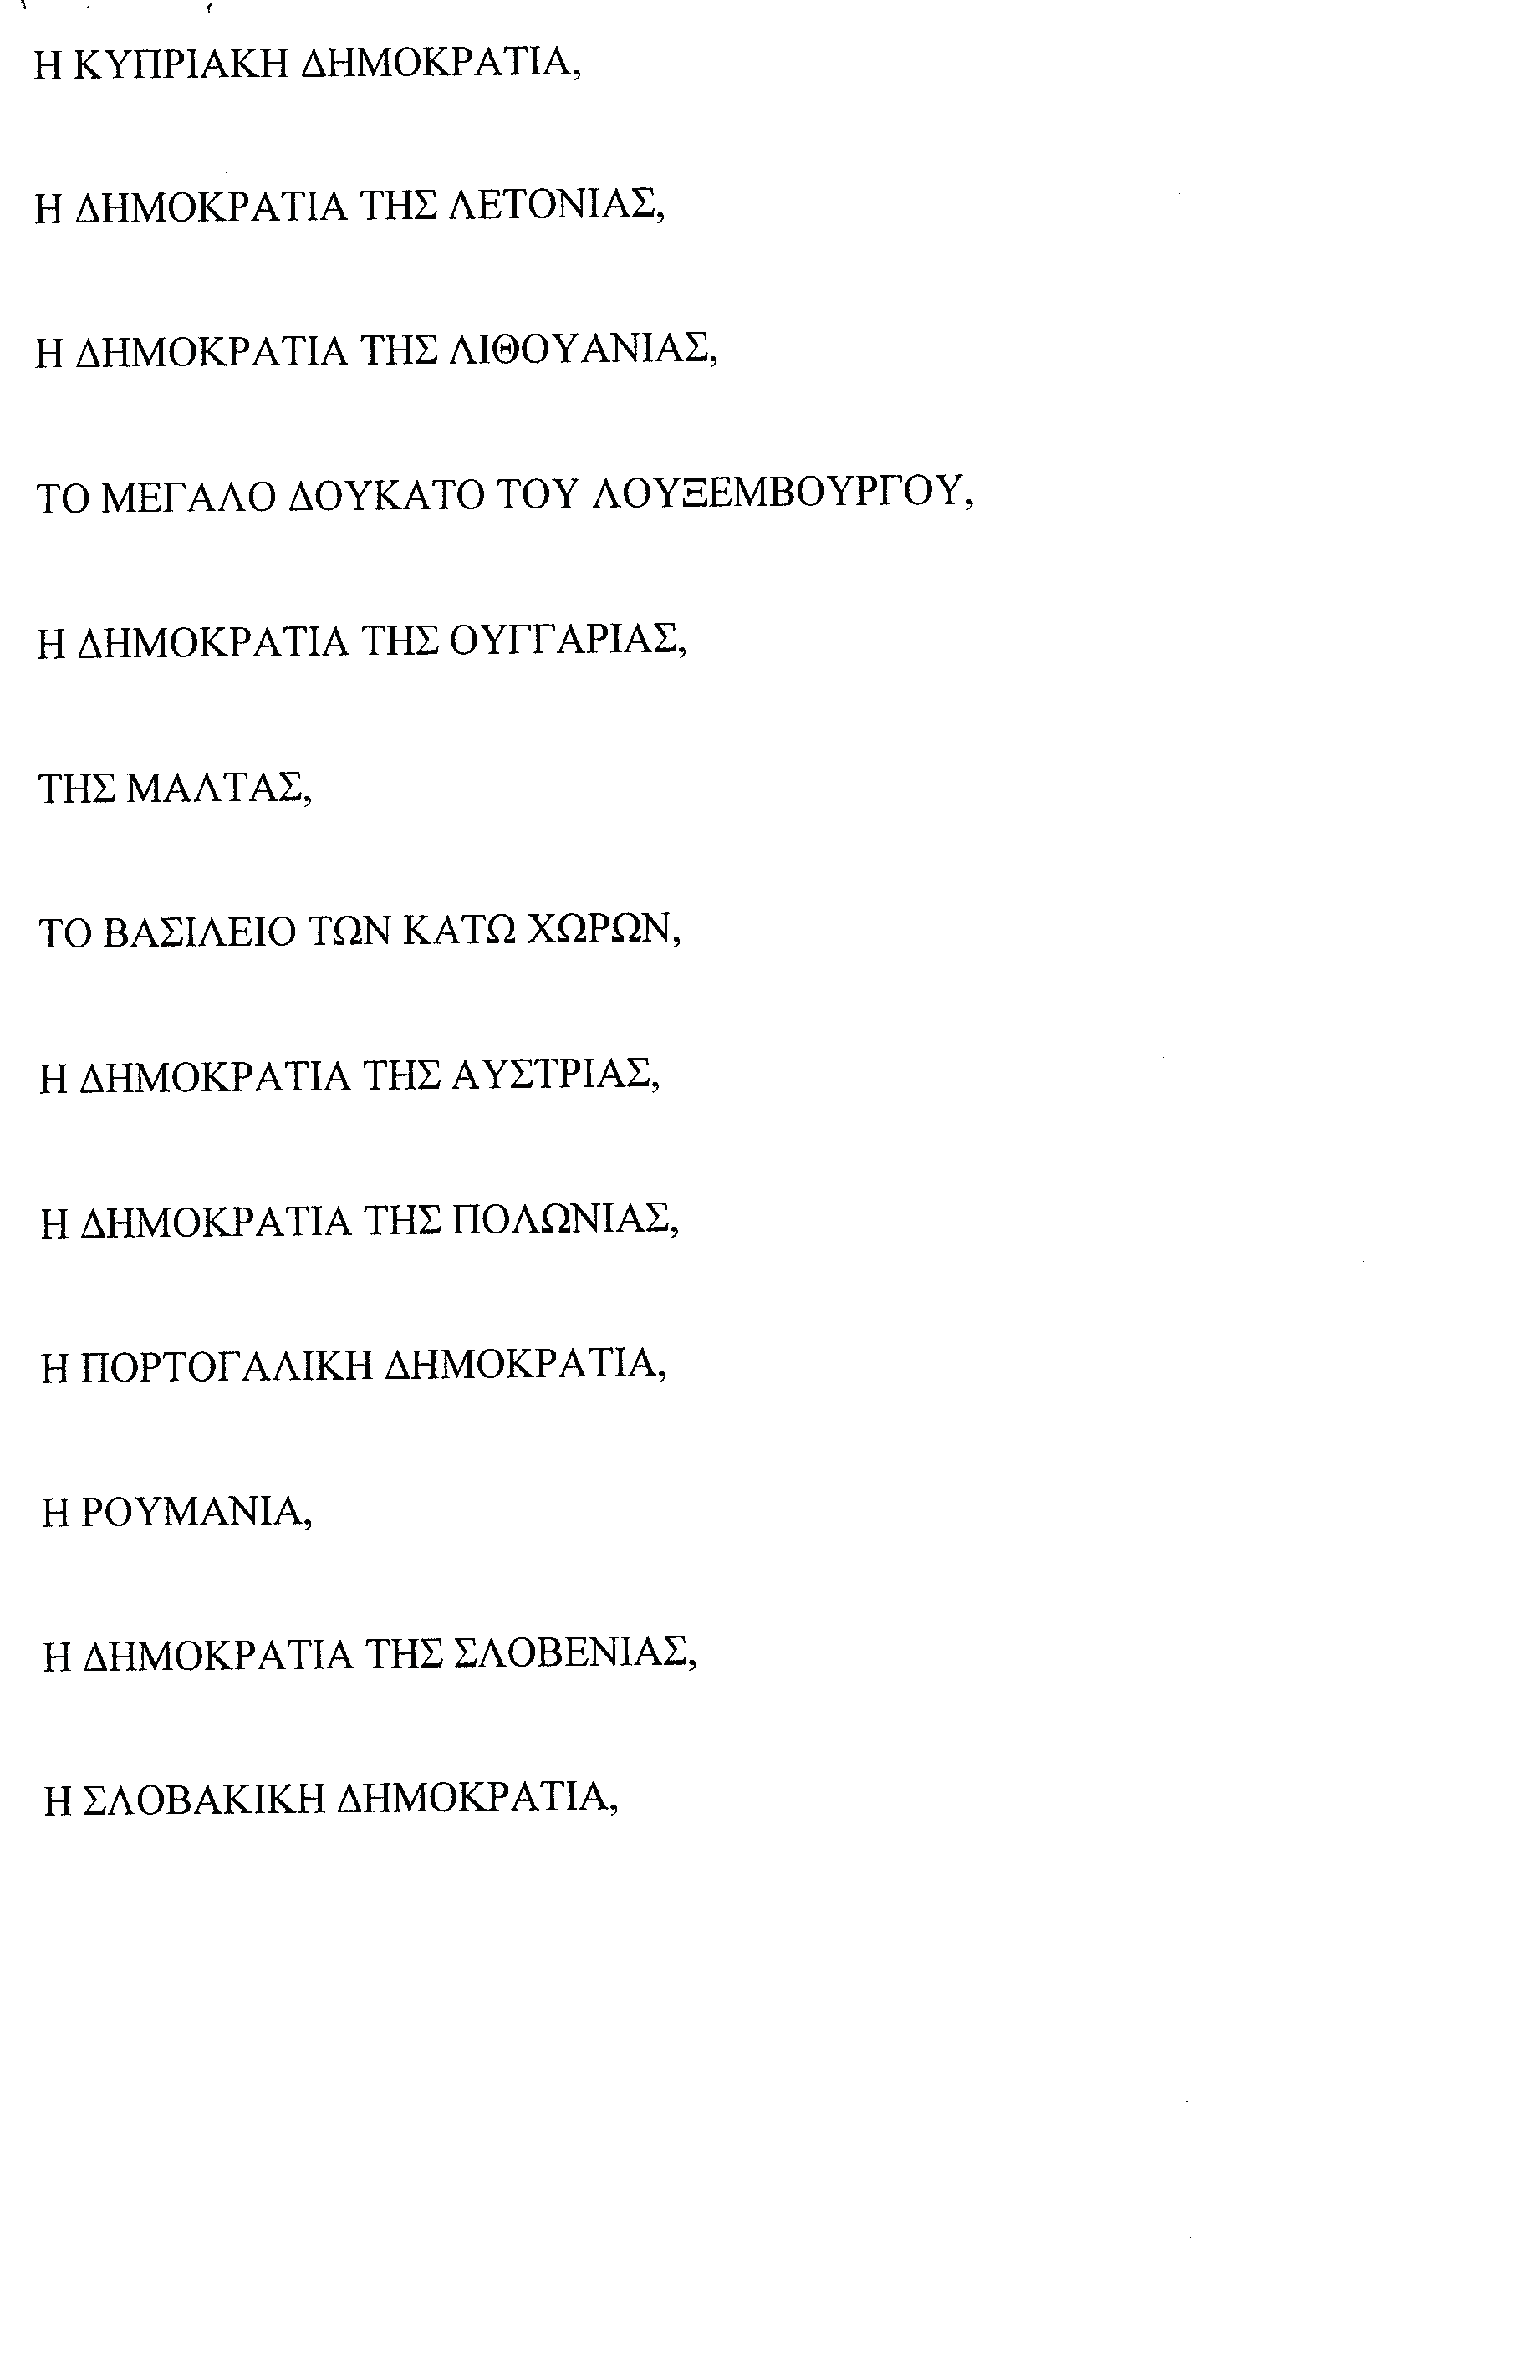 Η ΚΥΠΡΙΑΚΗ ΔΗΜΟΚΡΑΤΙΑ,
Η ΔΗΜΟΚΡΑΤΙΑ ΤΗΣ ΛΕΤΟΝΙΑΣ,
Η ΔΗΜΟΚΡΑΤΙΑ ΤΗΣ ΛΙΘΟΥΑΝΙΑΣ,
ΤΟ ΜΕΓΑΛΟ ΔΟΥΚΑΤΟ ΤΟΥ ΛΟΥΞΕΜΒΟΥΡΓΟΥ,
Η ΔΗΜΟΚΡΑΤΙΑ ΤΗΣ ΟΥΓΓΑΡΙΑΣ,
ΤΗΣ ΜΑΛΤΑΣ,
ΤΟ ΒΑΣΙΛΕΙΟ ΤΩΝ ΚΑΤΩ ΧΩΡΩΝ,
Η ΔΗΜΟΚΡΑΤΙΑ ΤΗΣ ΑΥΣΤΡΙΑΣ,
Η ΔΗΜΟΚΡΑΤΙΑ ΤΗΣ ΠΟΛΩΝΙΑΣ,
Η ΠΟΡΤΟΓΑΛΙΚΗ ΔΗΜΟΚΡΑΤΙΑ,
Η ΡΟΥΜΑΝΙΑ,
Η ΔΗΜΟΚΡΑΤΙΑ ΤΗΣ ΣΛΟΒΕΝΙΑΣ,
Η ΣΛΟΒΑΚΙΚΗ ΔΗΜΟΚΡΑΤΙΑ,